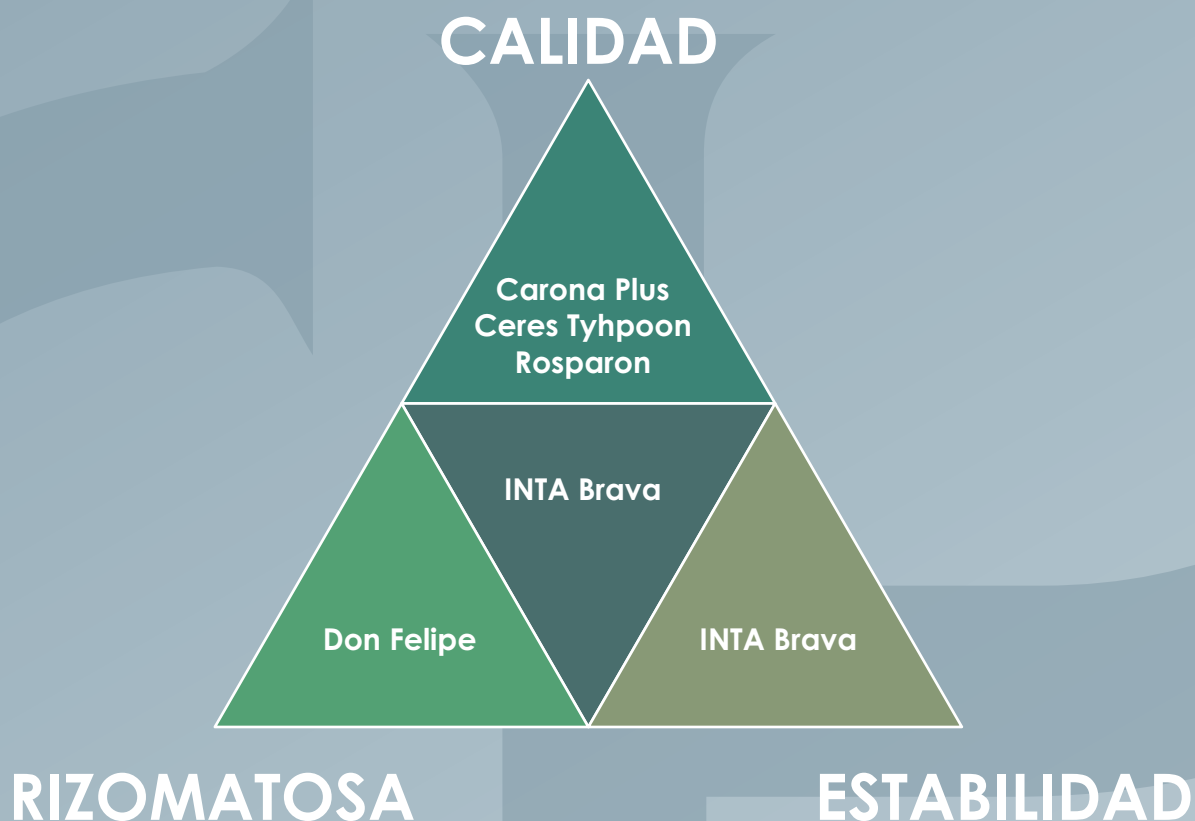 CALIDAD
Carona Plus
Ceres Tyhpoon
Rosparon
INTA Brava
Don Felipe
INTA Brava
RIZOMATOSA
ESTABILIDAD